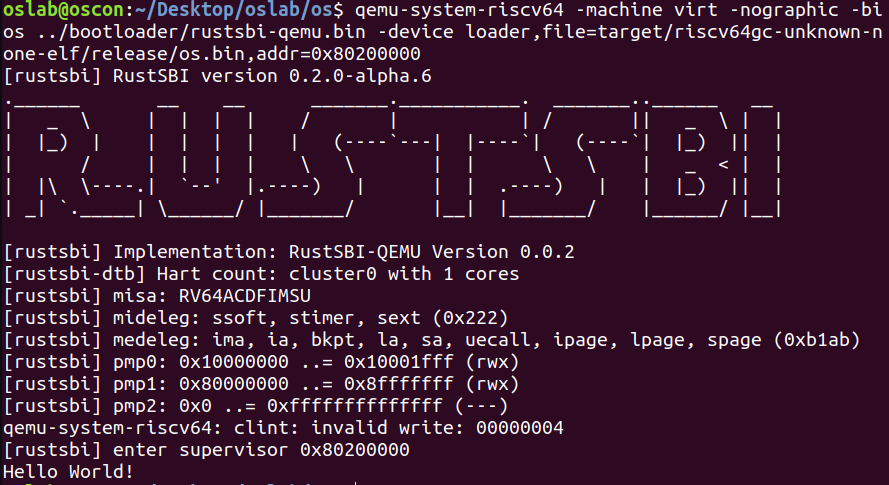 oslab@oscon:~/Desktop/oslab/os$ qemu-system-riscv64 -machine virt -nographic -bi
os ../bootloader/rustsbi-qemu.bin -device loader,file=target/riscv64gc-unknown-n
one-elf/release/os.bin,addr=0x80200000
[rustsbi] RustSBI version 0.2.0-alpha.6
.______       __    __      _______.___________.  _______..______   __
|   _  \     |  |  |  |    /       |           | /       ||   _  \ |  |
|  |_)  |    |  |  |  |   |   (----`---|  |----`|   (----`|  |_)  ||  |
|      /     |  |  |  |    \   \       |  |      \   \    |   _  < |  |
|  |\  \----.|  `--'  |.----)   |      |  |  .----)   |   |  |_)  ||  |
| _| `._____| \______/ |_______/       |__|  |_______/    |______/ |__|
[rustsbi] Implementation: RustSBI-QEMU Version 0.0.2
[rustsbi-dtb] Hart count: cluster0 with 1 cores
[rustsbi] misa: RV64ACDFIMSU
[rustsbi] mideleg: ssoft, stimer, sext (0x222)
[rustsbi] medeleg: ima, ia, bkpt, la, sa, uecall, ipage, lpage, spage (0xb1ab)
[rustsbi] pmp0: 0x10000000 ..= 0x10001fff (rwx)
[rustsbi] pmp1: 0x80000000 ..= 0x8fffffff (rwx)
[rustsbi] pmp2: 0x0 ..= 0xffffffffffffff (---)
qemu-system-riscv64: clint: invalid write: 00000004
[rustsbi] enter supervisor 0x80200000
Hello World!